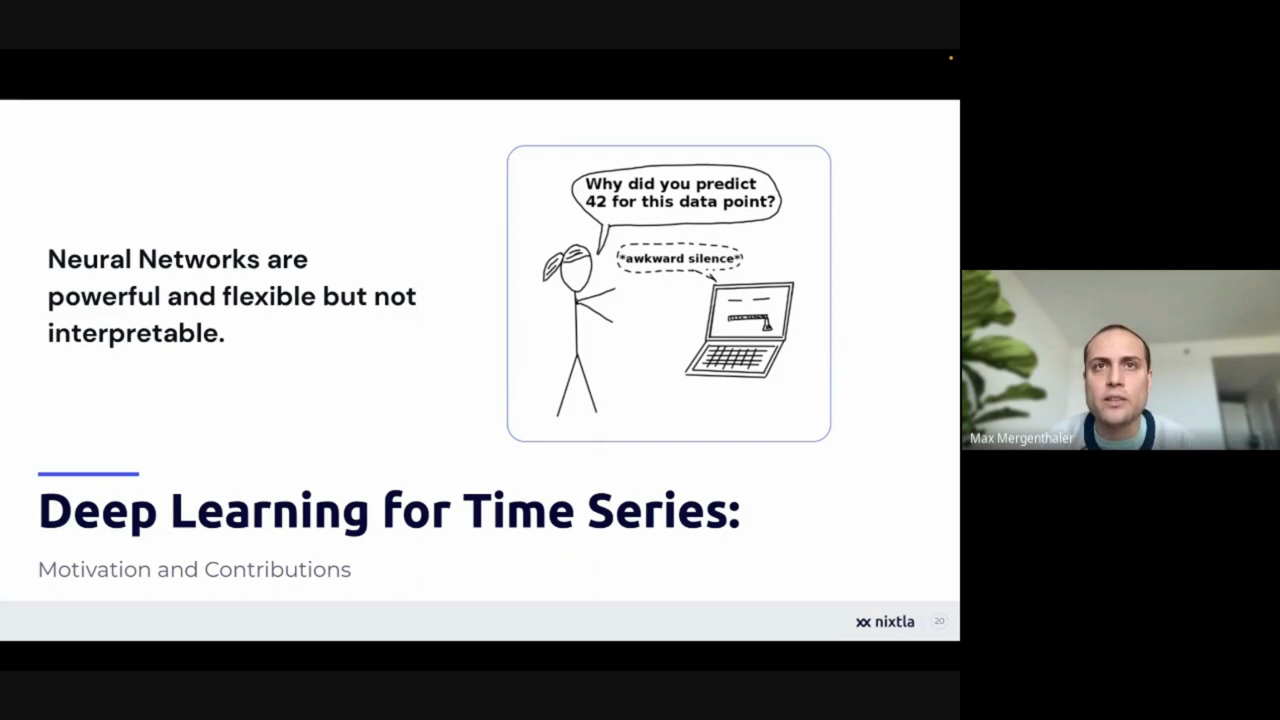 Why did you predict
42 for this data point?
*awkward silence*
Neural Networks are
powerful and flexible but not
interpretable.
Deep Learning for Time Series:
Motivation and Contributions
nixtla
20
Max Mergenthaler